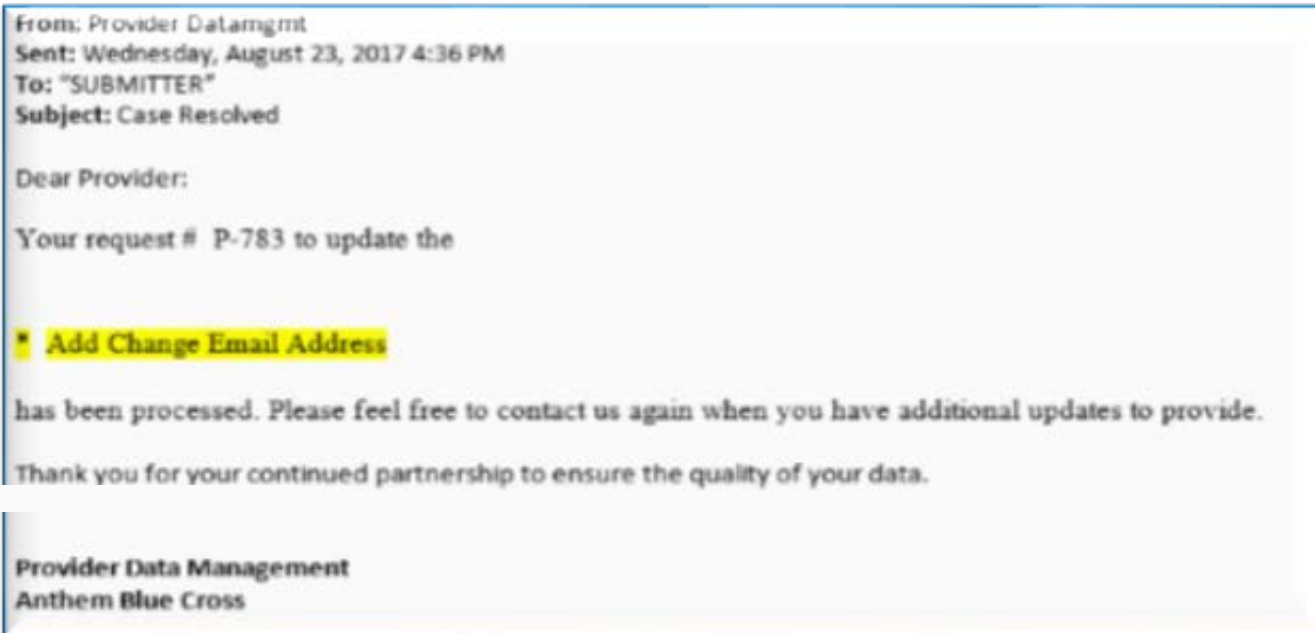 From: Provider Datamgmt
Sent: Wednesday, August 23, 2017 4:36 PM
To: "SUBMITTER"
Subject: Case Resolved
Dear Provider:
Your request # P-783 to update the
* Add Change Email Address
has been processed. Please feel free to contact us again when you have additional updates to provide.
Thank you for your continued partnership to ensure the quality of your data.
Provider Data Management
Anthem Blue Cross